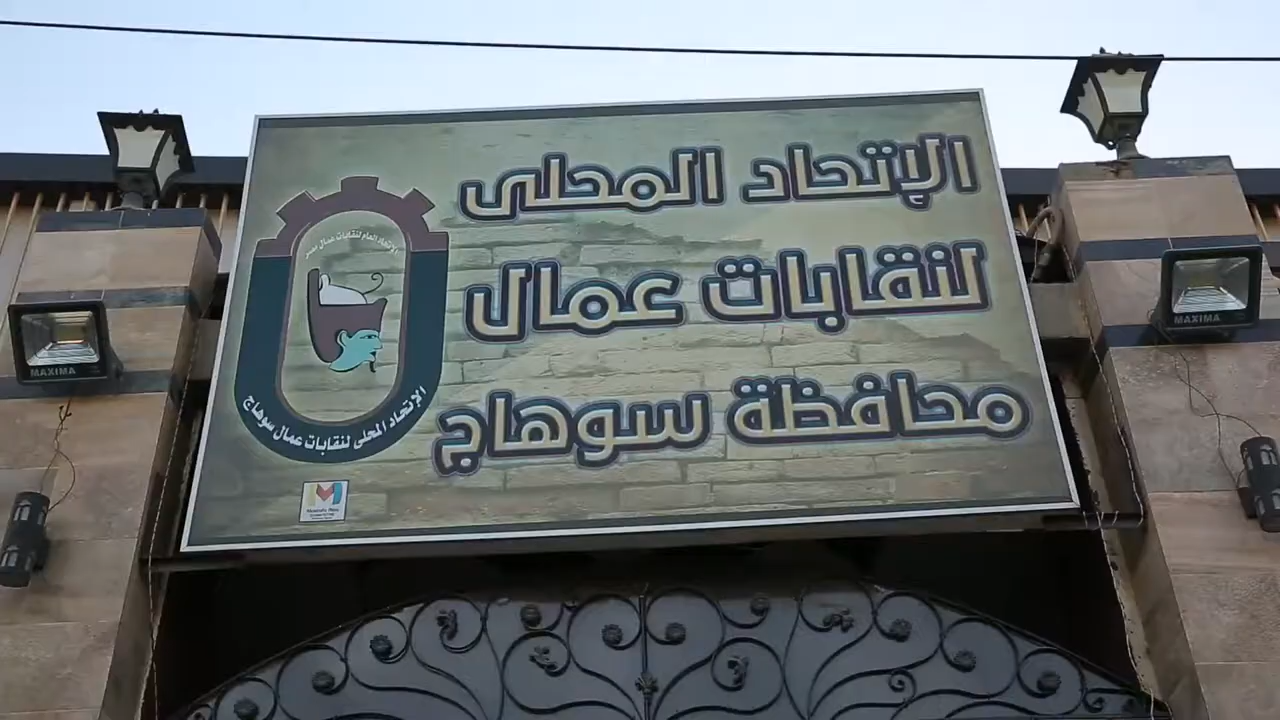 الإتحاد المحلى
لنقابات عمال
محافظة سوهاج
الإتحاد العام لنقابات عمال مصر
الإتحاد المحلى لنقابات عمال سوهاج
MAXIMA
MAXIMA